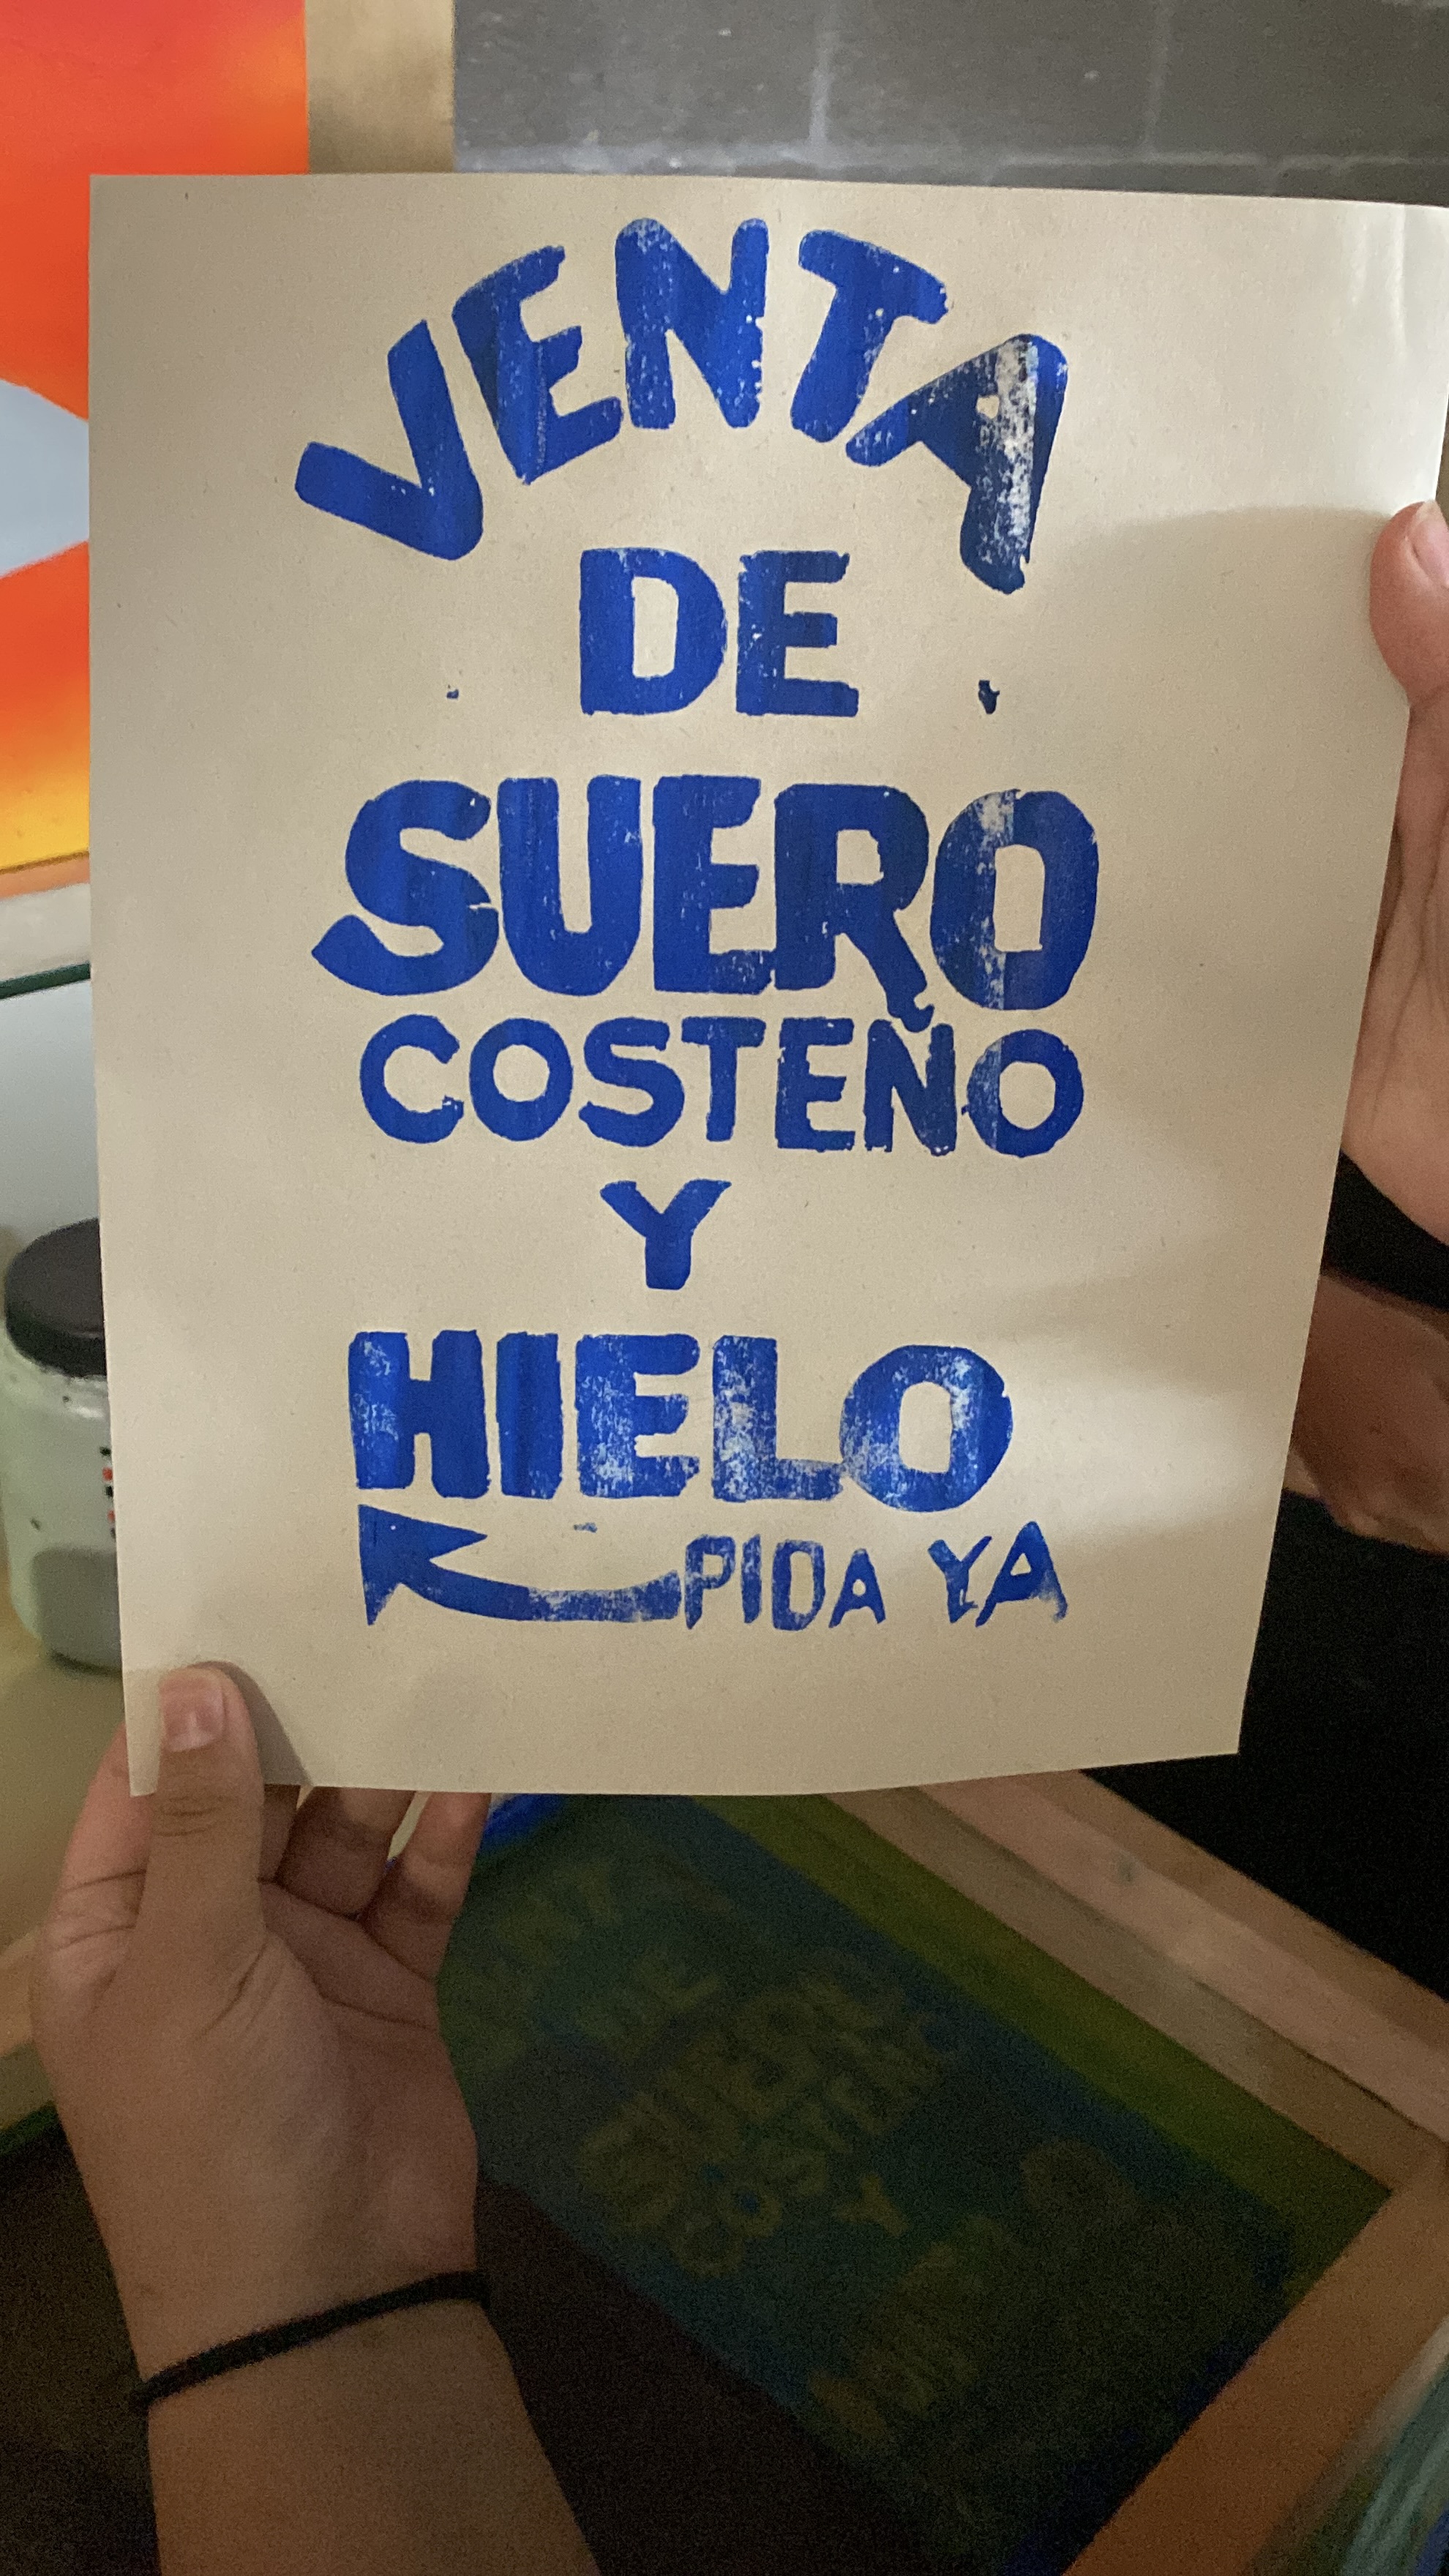 VENTA
DE
SUERO
COSTEÑO
Y
HIELO
PIDA YA